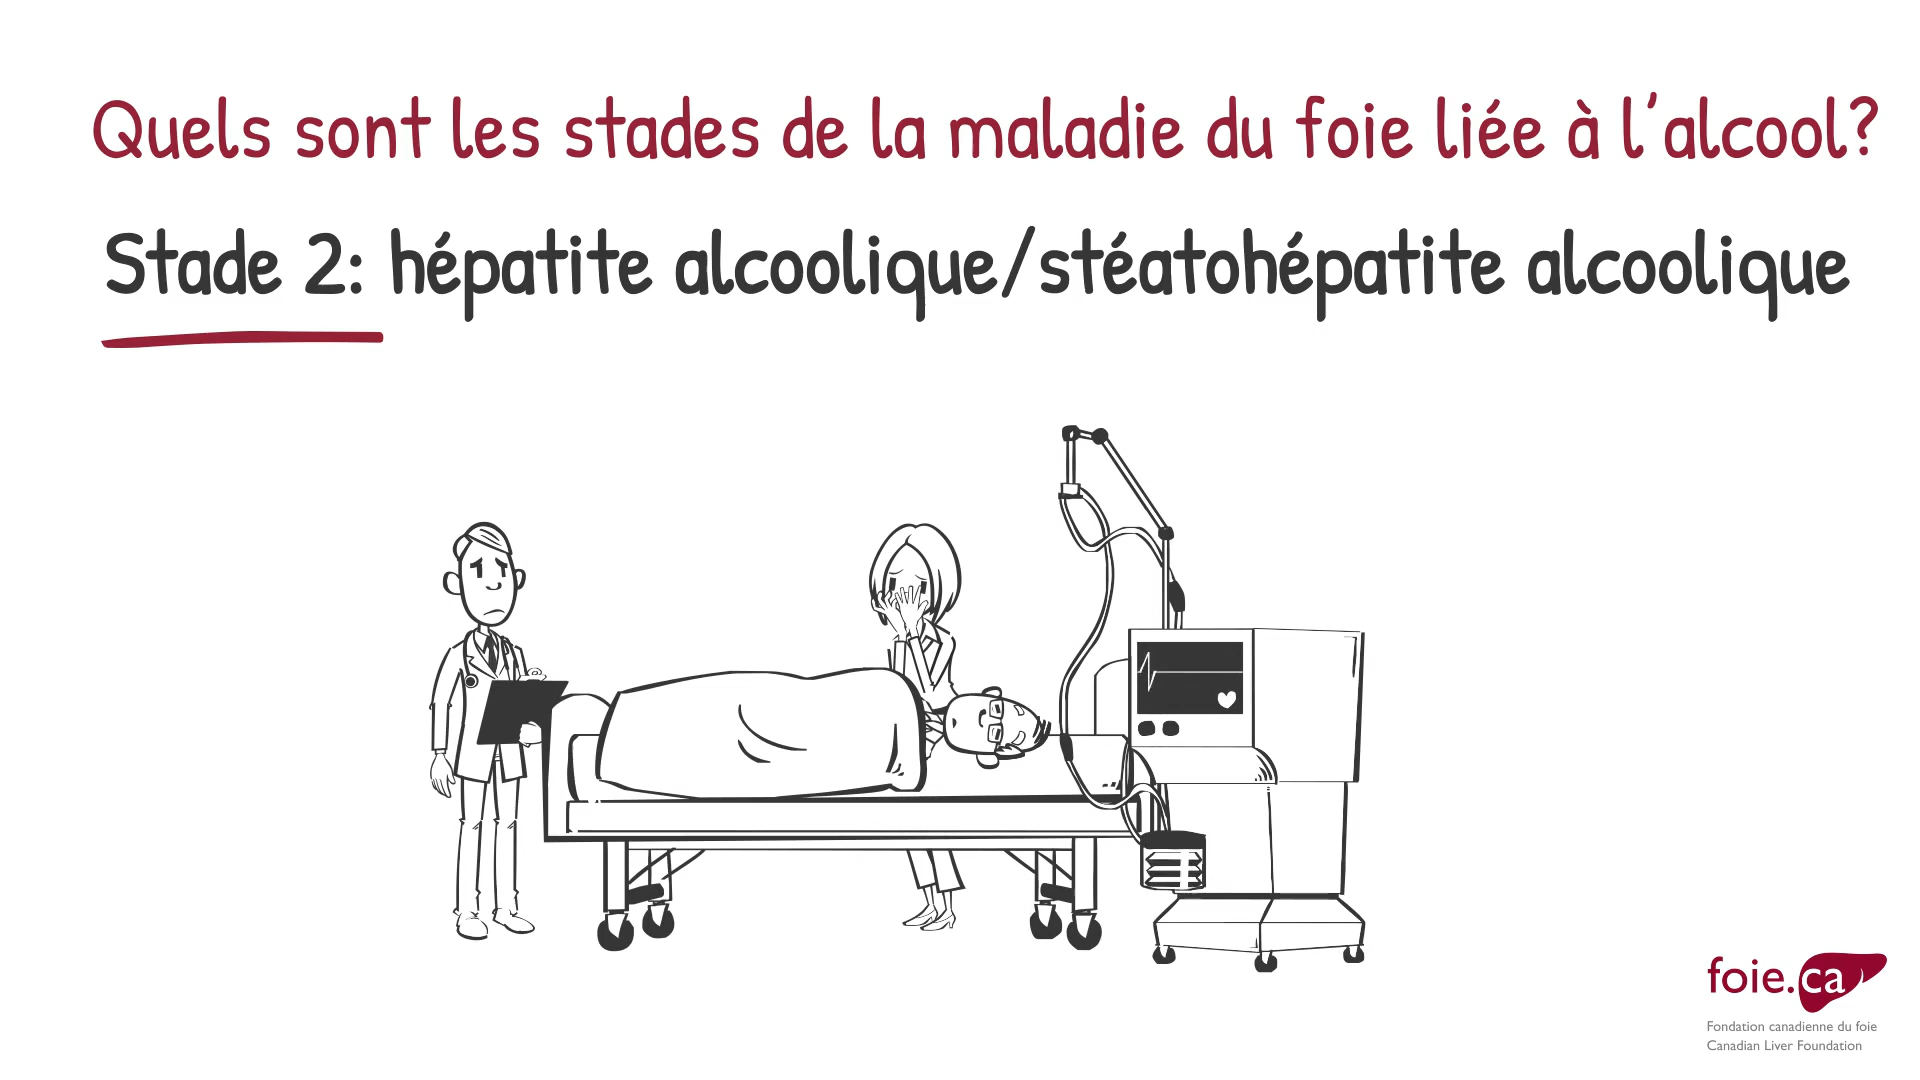 Quels sont les stades de la maladie du foie liée à l'alcool?
Stade 2: hépatite alcoolique/stéatohépatite alcoolique
foie.ca
Fondation canadienne du foie
Canadian Liver Foundation